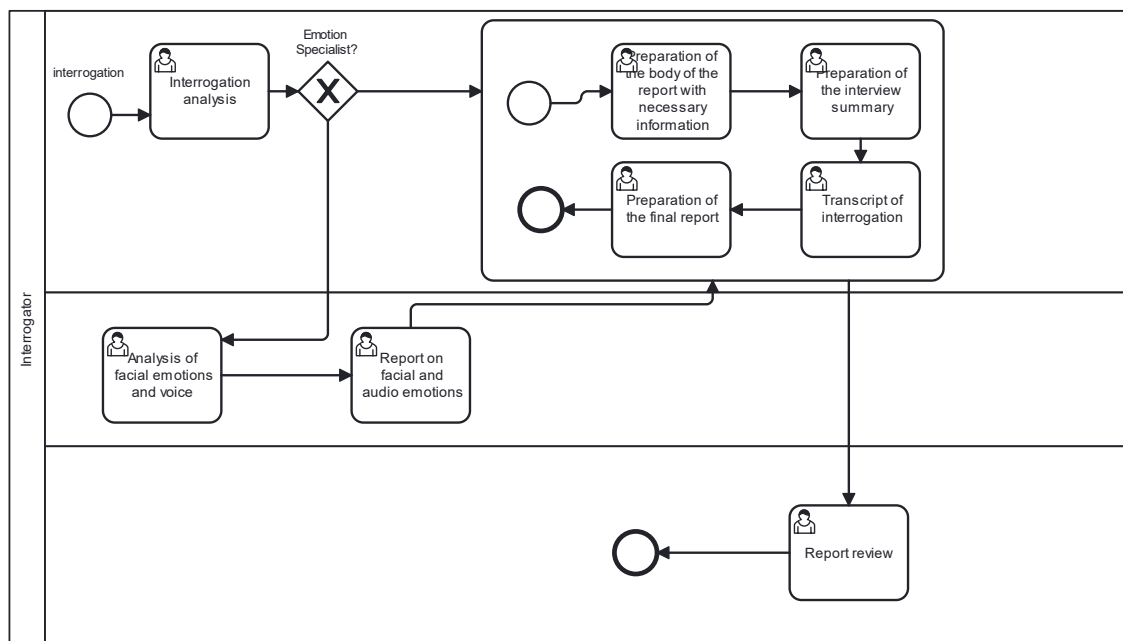 Emotion
Specialist?
interrogation
Interrogation
analysis
Preparation of
the body of the
report with
necessary
information
Preparation of
the interview
summary
Preparation of
the final report
Transcript of
interrogation
Interrogator
Analysis of
facial emotions
and voice
Report on
facial and
audio emotions
Report review